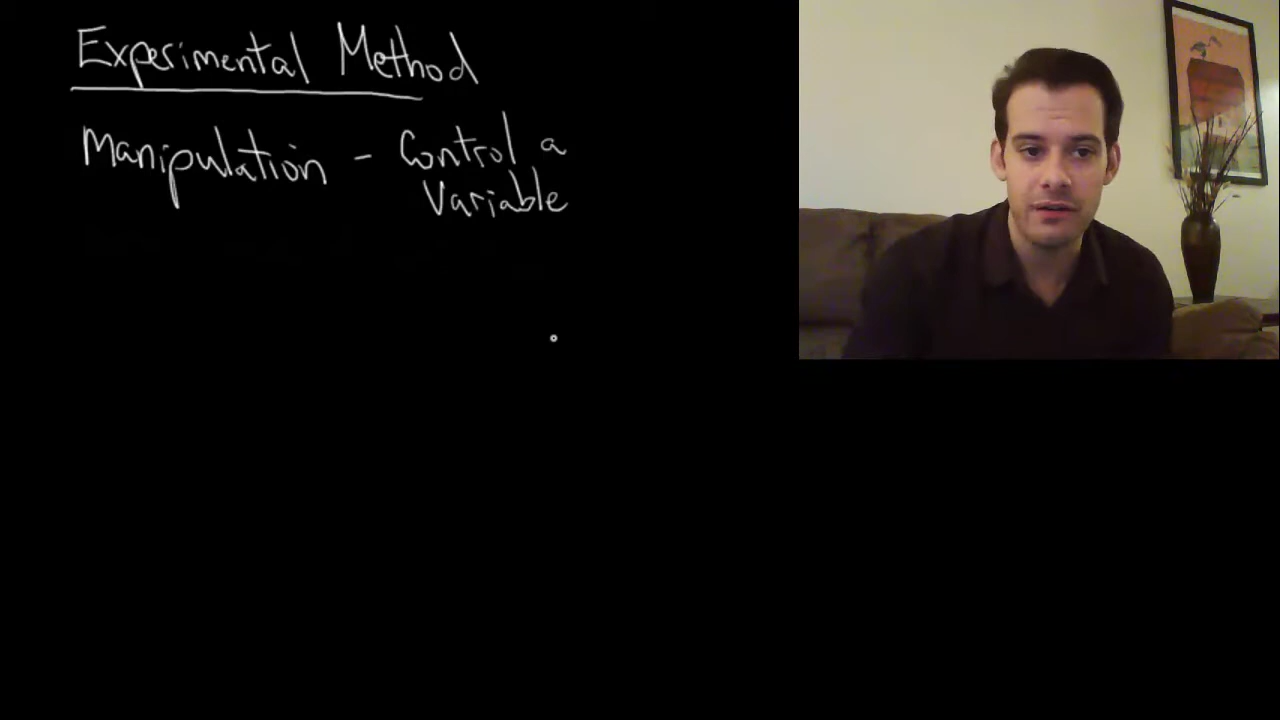 Experimental Method
Manipulation - Control a
Variable